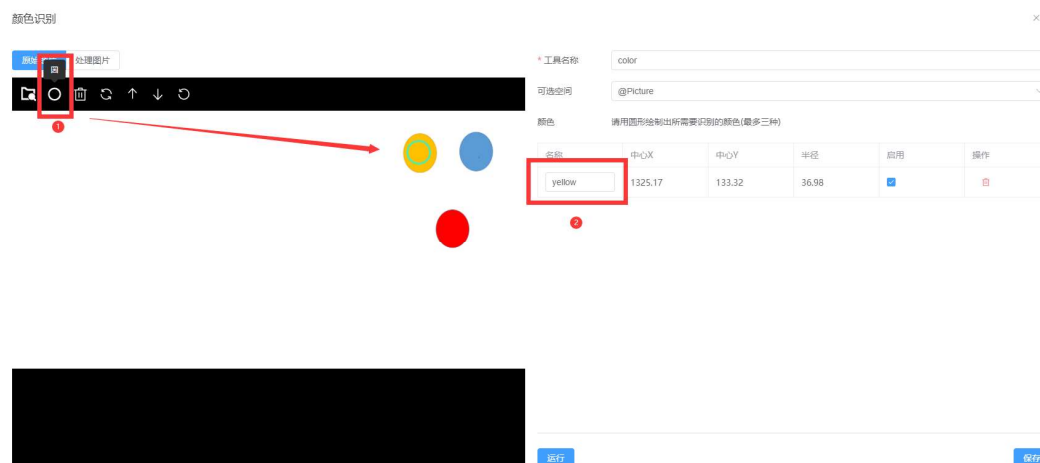 颜色识别
处理图片
圆
1
* 工具名称 color
可选空间 @Picture
颜色 请用圆形绘制出所需要识别的颜色(最多三种)
名称 中心X 中心Y 半径 启用 操作
yellow 1325.17 133.32 36.98
2
运行 保存